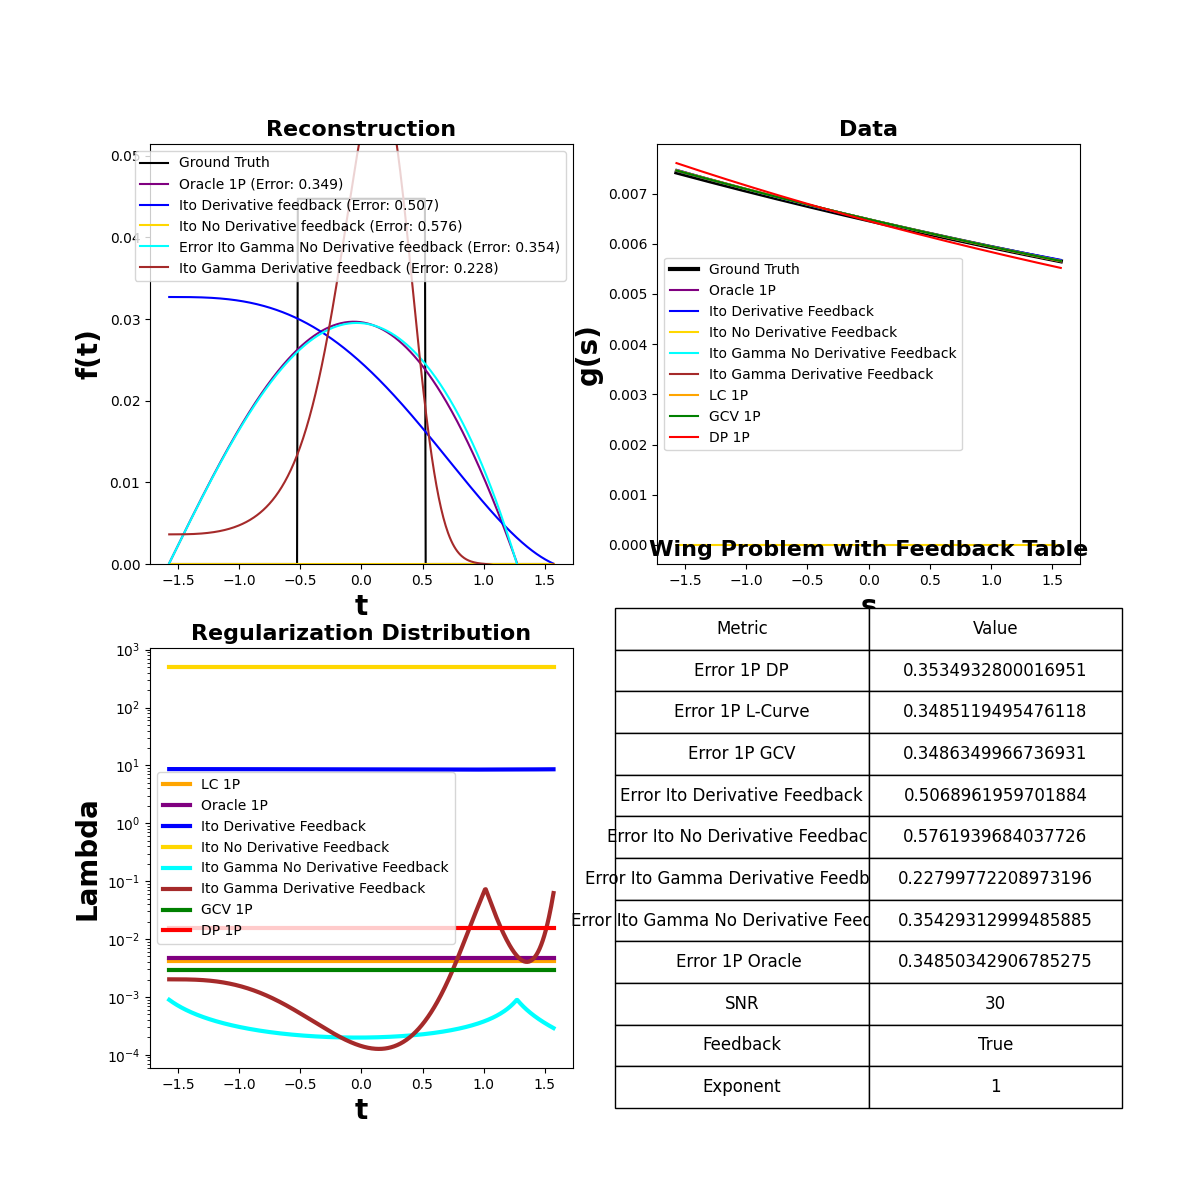 Reconstruction
0.05
0.04
0.03
0.02
0.01
0.00
f(t)
Ground Truth
Oracle 1P (Error: 0.349)
Ito Derivative feedback (Error: 0.507)
Ito No Derivative feedback (Error: 0.576)
Error Ito Gamma No Derivative feedback (Error: 0.354)
Ito Gamma Derivative feedback (Error: 0.228)
−1.5 −1.0 −0.5 0.0 0.5 1.0 1.5
t
Data
0.007
0.006
0.005
0.004
0.003
0.002
0.001
0.000
g(s)
Ground Truth
Oracle 1P
Ito Derivative Feedback
Ito No Derivative Feedback
Ito Gamma No Derivative Feedback
Ito Gamma Derivative Feedback
LC 1P
GCV 1P
DP 1P
−1.5 −1.0 −0.5 0.0 0.5 1.0 1.5
s
Regularization Distribution
10³
10²
10¹
10⁰
10⁻¹
10⁻²
10⁻³
10⁻⁴
Lambda
LC 1P
Oracle 1P
Ito Derivative Feedback
Ito No Derivative Feedback
Ito Gamma No Derivative Feedback
Ito Gamma Derivative Feedback
GCV 1P
DP 1P
−1.5 −1.0 −0.5 0.0 0.5 1.0 1.5
t
Wing Problem with Feedback Table
Metric Value
Error 1P DP 0.3534932800016951
Error 1P L-Curve 0.3485119495476118
Error 1P GCV 0.3486349966736931
Error Ito Derivative Feedback 0.5068961959701884
Error Ito No Derivative Feedbac 0.5761939684037726
Error Ito Gamma Derivative Feedb 0.22799772208973196
Error Ito Gamma No Derivative Feed 0.35429312999485885
Error 1P Oracle 0.34850342906785275
SNR 30
Feedback True
Exponent 1